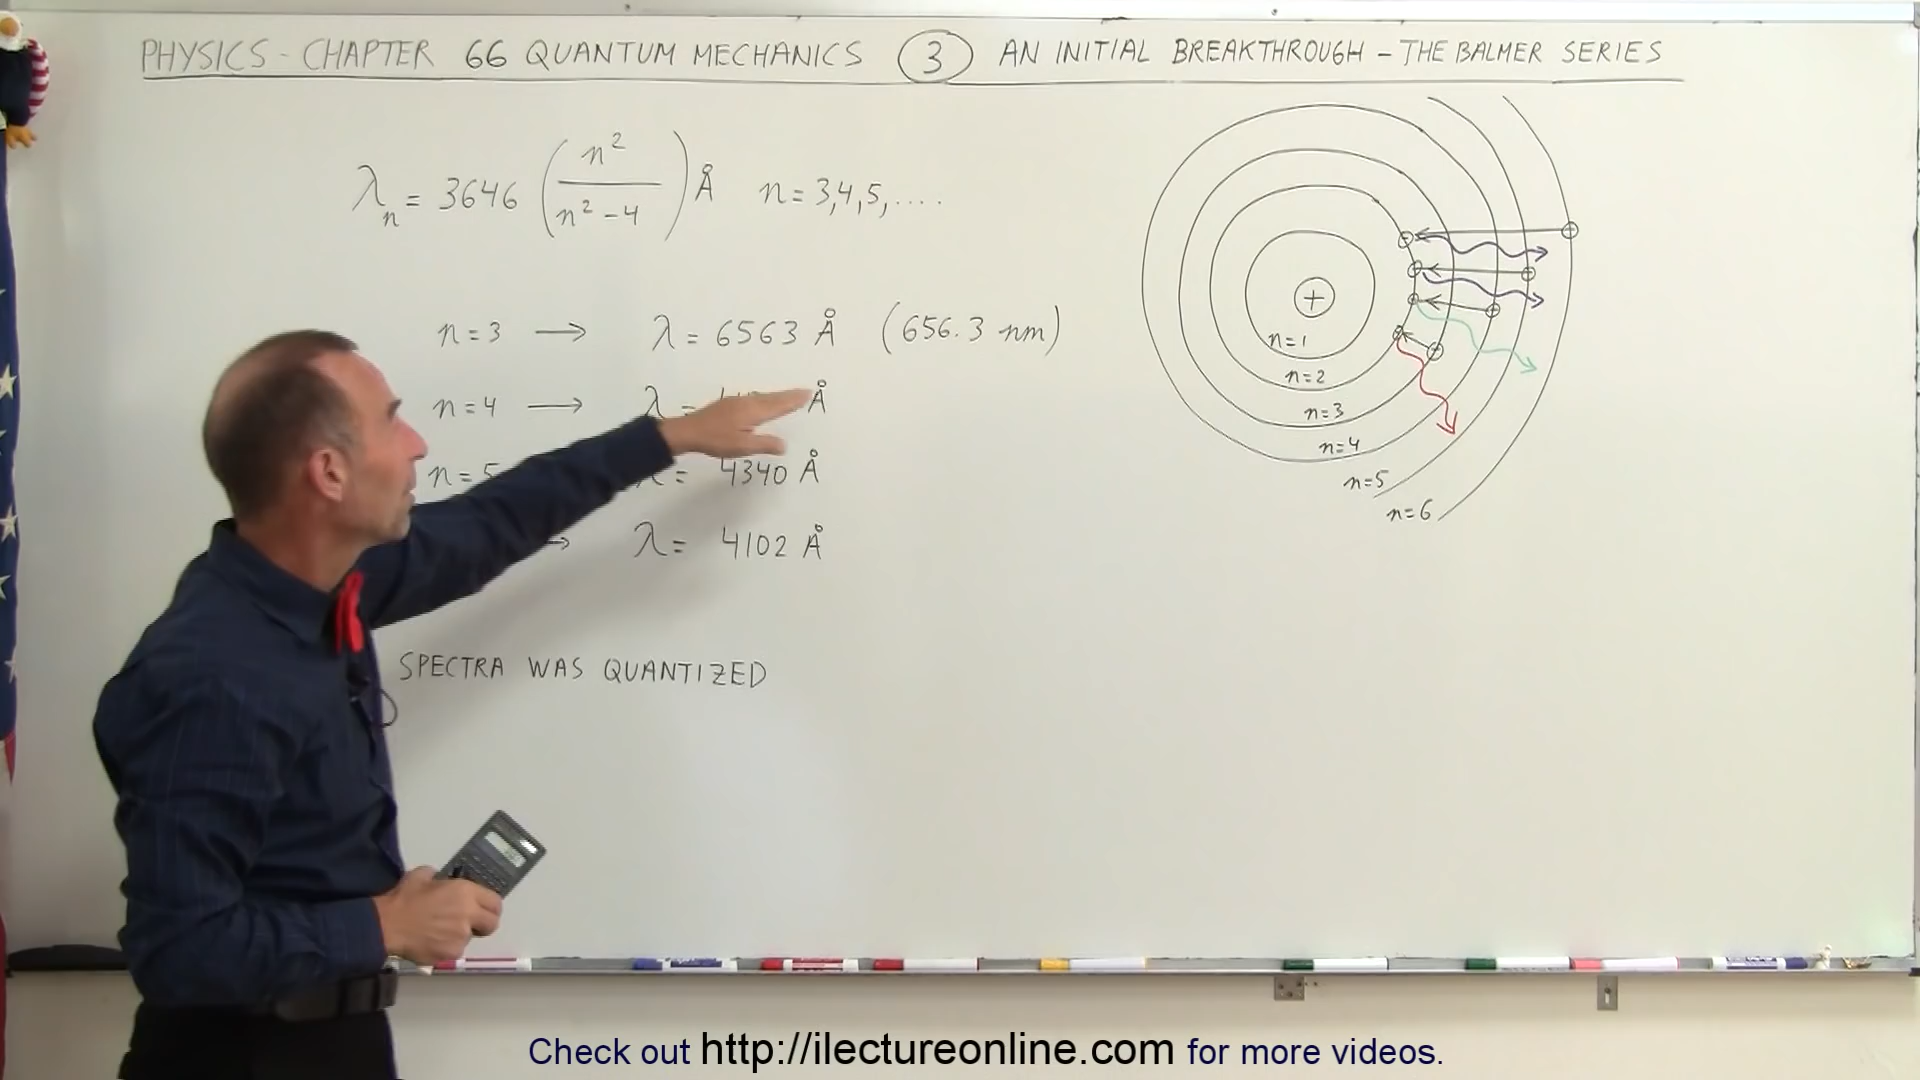 PHYSICS - CHAPTER 66 QUANTUM MECHANICS 3 AN INITIAL BREAKTHROUGH - THE BALMER SERIES
λn = 3646 (n² / n² - 4) Å n = 3,4,5,....
n = 3 → λ = 6563 Å (656.3 nm)
n = 4 → λ = Å
n = 5 λ = 4340 Å
→ λ = 4102 Å
SPECTRA WAS QUANTIZED
+
n=1
n=2
n=3
n=4
n=5
n=6
Check out http://ilectureonline.com for more videos.